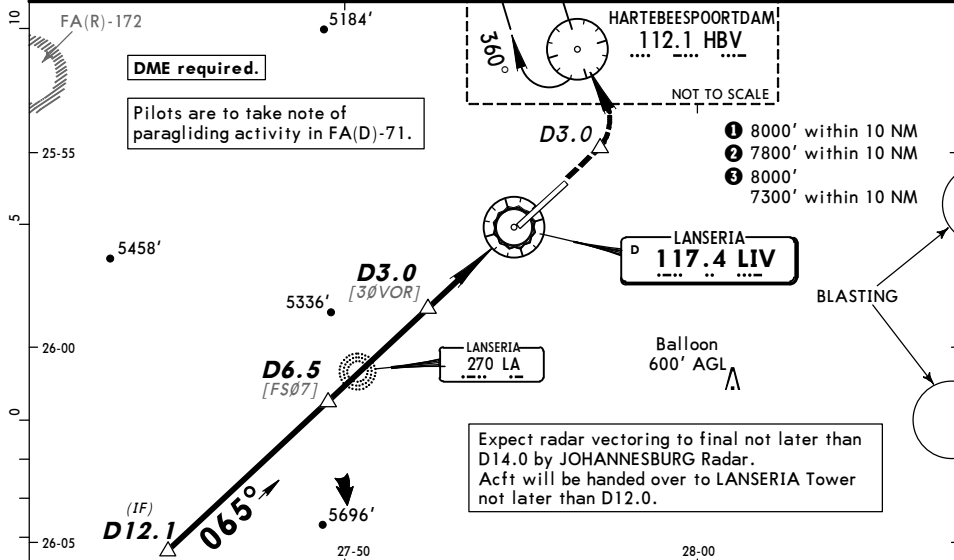 10
FA(R)-172
5184'
HARTEBEESPOORTDAM
112.1 HBV
360°
NOT TO SCALE
DME required.
Pilots are to take note of
paragliding activity in FA(D)-71.
D3.0
1 8000' within 10 NM
2 7800' within 10 NM
3 8000'
7300' within 10 NM
25-55
5
5458'
LANSERIA
D 117.4 LIV
D3.0
[3ØVOR]
5336'
BLASTING
26-00
LANSERIA
270 LA
Balloon
600' AGL
D6.5
[FSØ7]
0
Expect radar vectoring to final not later than
D14.0 by JOHANNESBURG Radar.
Acft will be handed over to LANSERIA Tower
not later than D12.0.
065°
5696'
(IF)
D12.1
26-05
27-50
28-00